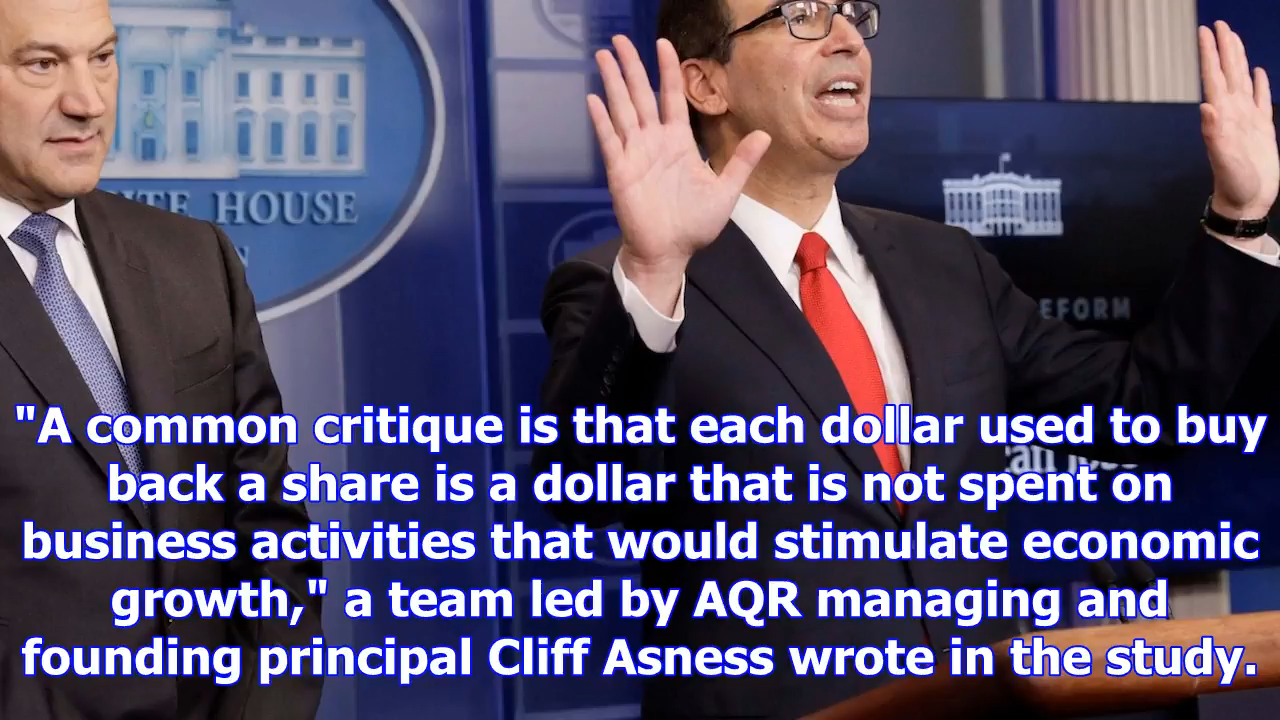 HOUSE
EFORM
"A common critique is that each dollar used to buy
back a share is a dollar that is not spent on
business activities that would stimulate economic
growth," a team led by AQR managing and
founding principal Cliff Asness wrote in the study.